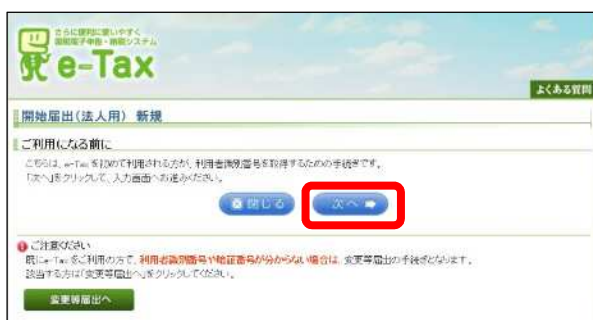 さらに便利に使いやすく
国税電子申告・納税システム
e-Tax
よくある質問
開始届出(法人用) 新規
ご利用になる前に
こちらは、e-Taxを初めて利用される方が、利用者識別番号を取得するための手続きです。
「次へ」をクリックして、入力画面へお進みください。
閉じる
次へ
ご注意ください
既にe-Taxをご利用の方で、利用者識別番号や暗証番号が分からない場合は、変更等届出の手続きとなります。
該当する方は「変更等届出へ」をクリックしてください。
変更等届出へ